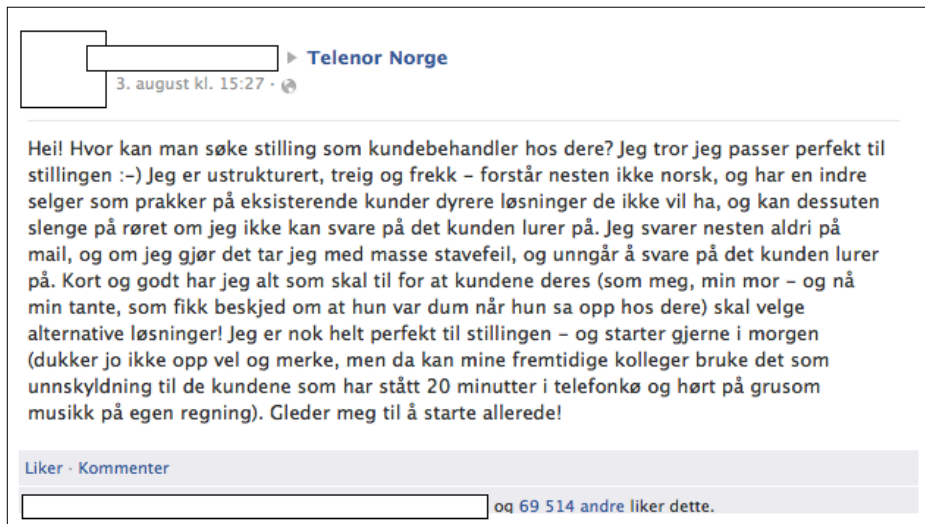 Telenor Norge
3. august kl. 15:27 ·
Hei! Hvor kan man søke stilling som kundebehandler hos dere? Jeg tror jeg passer perfekt til
stillingen :-) Jeg er ustrukturert, treig og frekk – forstår nesten ikke norsk, og har en indre
selger som prakker på eksisterende kunder dyrere løsninger de ikke vil ha, og kan dessuten
slenge på røret om jeg ikke kan svare på det kunden lurer på. Jeg svarer nesten aldri på
mail, og om jeg gjør det tar jeg med masse stavefeil, og unngår å svare på det kunden lurer
på. Kort og godt har jeg alt som skal til for at kundene deres (som meg, min mor – og nå
min tante, som fikk beskjed om at hun var dum når hun sa opp hos dere) skal velge
alternative løsninger! Jeg er nok helt perfekt til stillingen – og starter gjerne i morgen
(dukker jo ikke opp vel og merke, men da kan mine fremtidige kolleger bruke det som
unnskyldning til de kundene som har stått 20 minutter i telefonkø og hørt på grusom
musikk på egen regning). Gleder meg til å starte allerede!
Liker · Kommenter
og 69 514 andre liker dette.